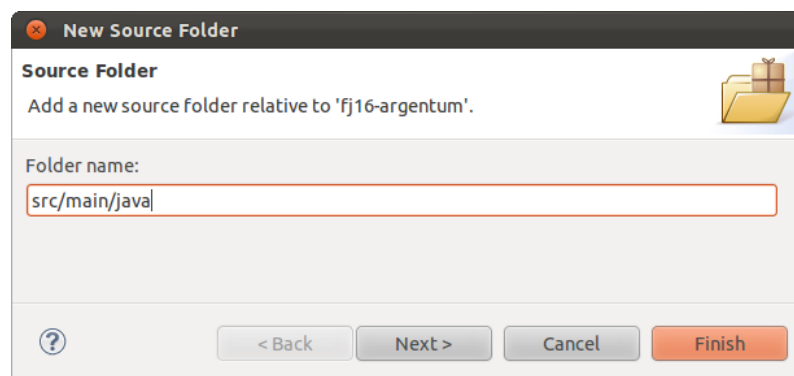 New Source Folder
Source Folder
Add a new source folder relative to 'fj16-argentum'.
Folder name:
src/main/java
?
< Back Next > Cancel Finish